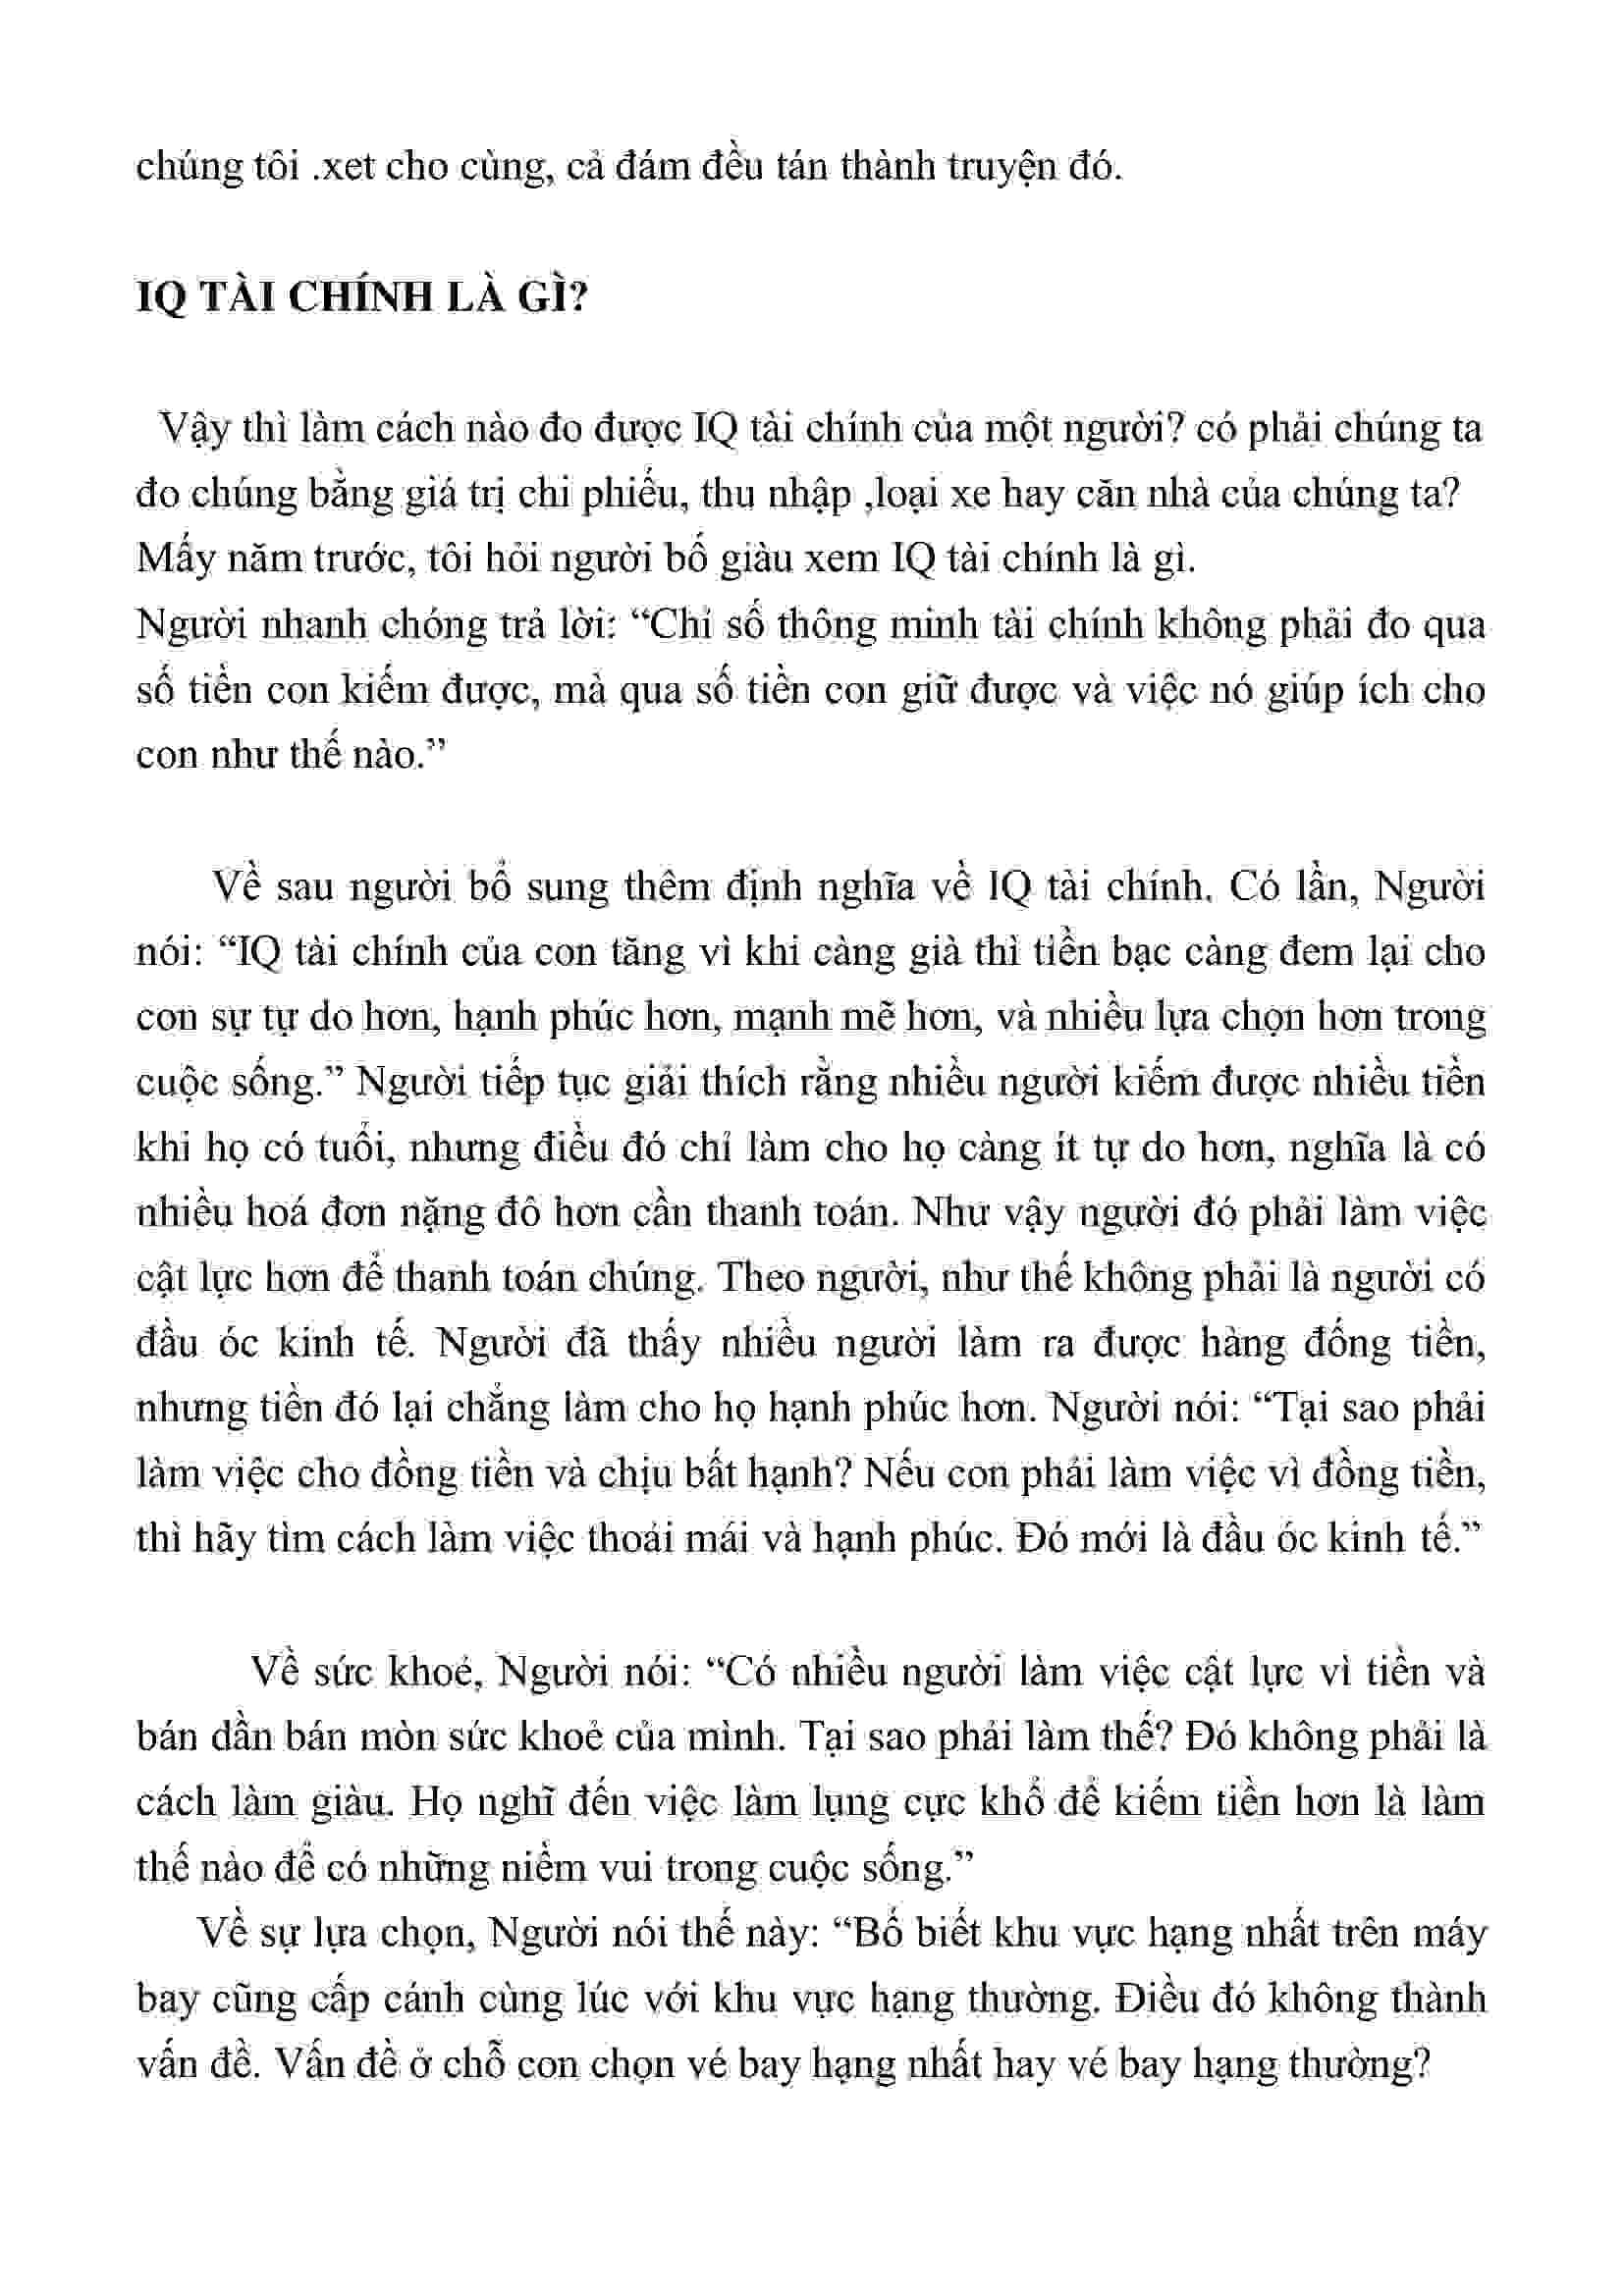 chúng tôi .xet cho cùng, cả đám đều tán thành truyện đó.
IQ TÀI CHÍNH LÀ GÌ?
Vậy thì làm cách nào đo được IQ tài chính của một người? có phải chúng ta
đo chúng bằng giá trị chi phiếu, thu nhập ,loại xe hay căn nhà của chúng ta?
Mấy năm trước, tôi hỏi người bố giàu xem IQ tài chính là gì.
Người nhanh chóng trả lời: “Chỉ số thông minh tài chính không phải đo qua
số tiền con kiếm được, mà qua số tiền con giữ được và việc nó giúp ích cho
con như thế nào.”
Về sau người bổ sung thêm định nghĩa về IQ tài chính. Có lần, Người
nói: “IQ tài chính của con tăng vì khi càng già thì tiền bạc càng đem lại cho
con sự tự do hơn, hạnh phúc hơn, mạnh mẽ hơn, và nhiều lựa chọn hơn trong
cuộc sống.” Người tiếp tục giải thích rằng nhiều người kiếm được nhiều tiền
khi họ có tuổi, nhưng điều đó chỉ làm cho họ càng ít tự do hơn, nghĩa là có
nhiều hoá đơn nặng đô hơn cần thanh toán. Như vậy người đó phải làm việc
cật lực hơn để thanh toán chúng. Theo người, như thế không phải là người có
đầu óc kinh tế. Người đã thấy nhiều người làm ra được hàng đống tiền,
nhưng tiền đó lại chẳng làm cho họ hạnh phúc hơn. Người nói: “Tại sao phải
làm việc cho đồng tiền và chịu bất hạnh? Nếu con phải làm việc vì đồng tiền,
thì hãy tìm cách làm việc thoải mái và hạnh phúc. Đó mới là đầu óc kinh tế.”
Về sức khoẻ, Người nói: “Có nhiều người làm việc cật lực vì tiền và
bán dần bán mòn sức khoẻ của mình. Tại sao phải làm thế? Đó không phải là
cách làm giàu. Họ nghĩ đến việc làm lụng cực khổ để kiếm tiền hơn là làm
thế nào để có những niềm vui trong cuộc sống.”
Về sự lựa chọn, Người nói thế này: “Bố biết khu vực hạng nhất trên máy
bay cũng cấp cánh cùng lúc với khu vực hạng thường. Điều đó không thành
vấn đề. Vấn đề ở chỗ con chọn vé bay hạng nhất hay vé bay hạng thường?